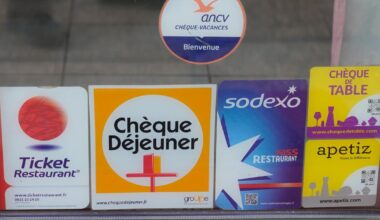 ancv
CHÈQUE-VACANCES
Bienvenue
Ticket
Restaurant
www.ticketrestaurant.fr
Chèque
Déjeuner
www.chequedejeuner.fr
groupe
sodexo
PASS
RESTAURANT
CHÈQUE
DE
TABLE
www.chequedetable.com
apetiz
www.apetiz.com